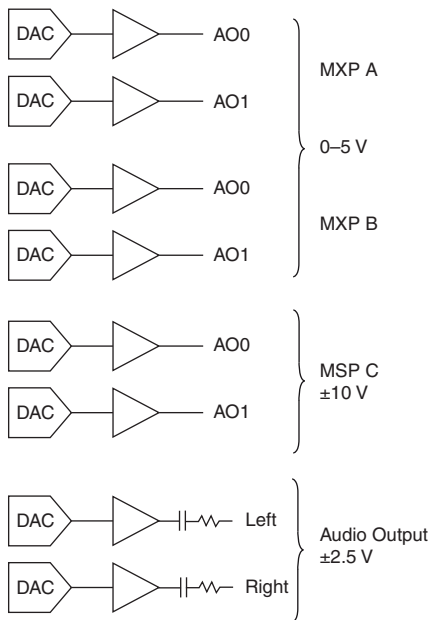 DAC AO0
MXP A
DAC AO1
0–5 V
DAC AO0
MXP B
DAC AO1
DAC AO0
MSP C
±10 V
DAC AO1
DAC Left
Audio Output
±2.5 V
DAC Right